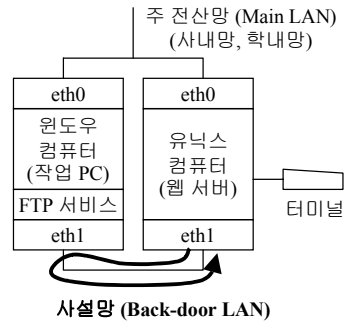 주 전산망 (Main LAN)
(사내망, 학내망)
eth0
eth0
윈도우
컴퓨터
(작업 PC)
유닉스
컴퓨터
(웹 서버)
FTP 서비스
터미널
eth1
eth1
사설망 (Back-door LAN)